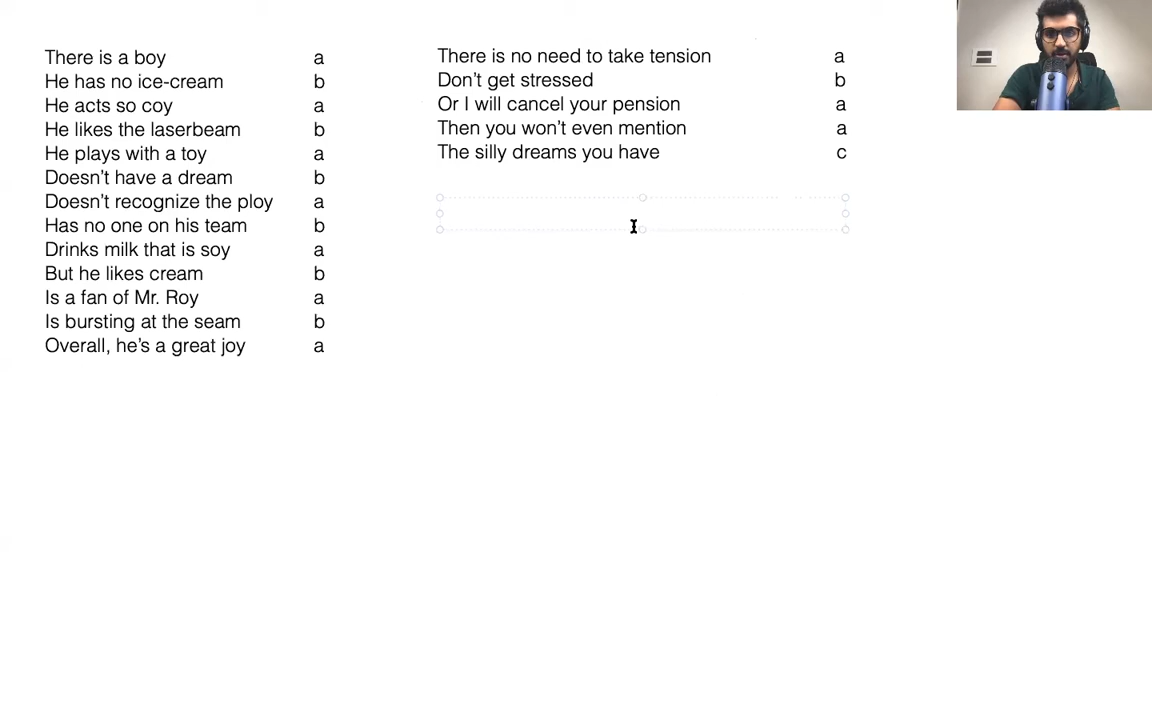 There is a boy a
He has no ice-cream b
He acts so coy a
He likes the laserbeam b
He plays with a toy a
Doesn't have a dream b
Doesn't recognize the ploy a
Has no one on his team b
Drinks milk that is soy a
But he likes cream b
Is a fan of Mr. Roy a
Is bursting at the seam b
Overall, he's a great joy a
There is no need to take tension a
Don't get stressed b
Or I will cancel your pension a
Then you won't even mention a
The silly dreams you have c